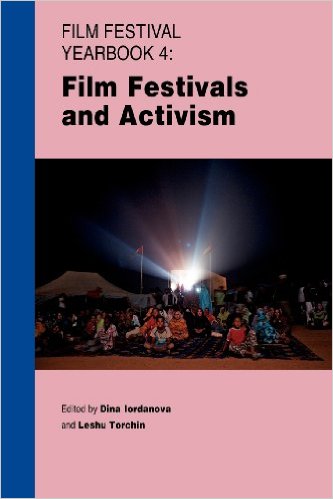 FILM FESTIVAL
YEARBOOK 4:
Film Festivals
and Activism
Edited by Dina Iordanova
and Leshu Torchin